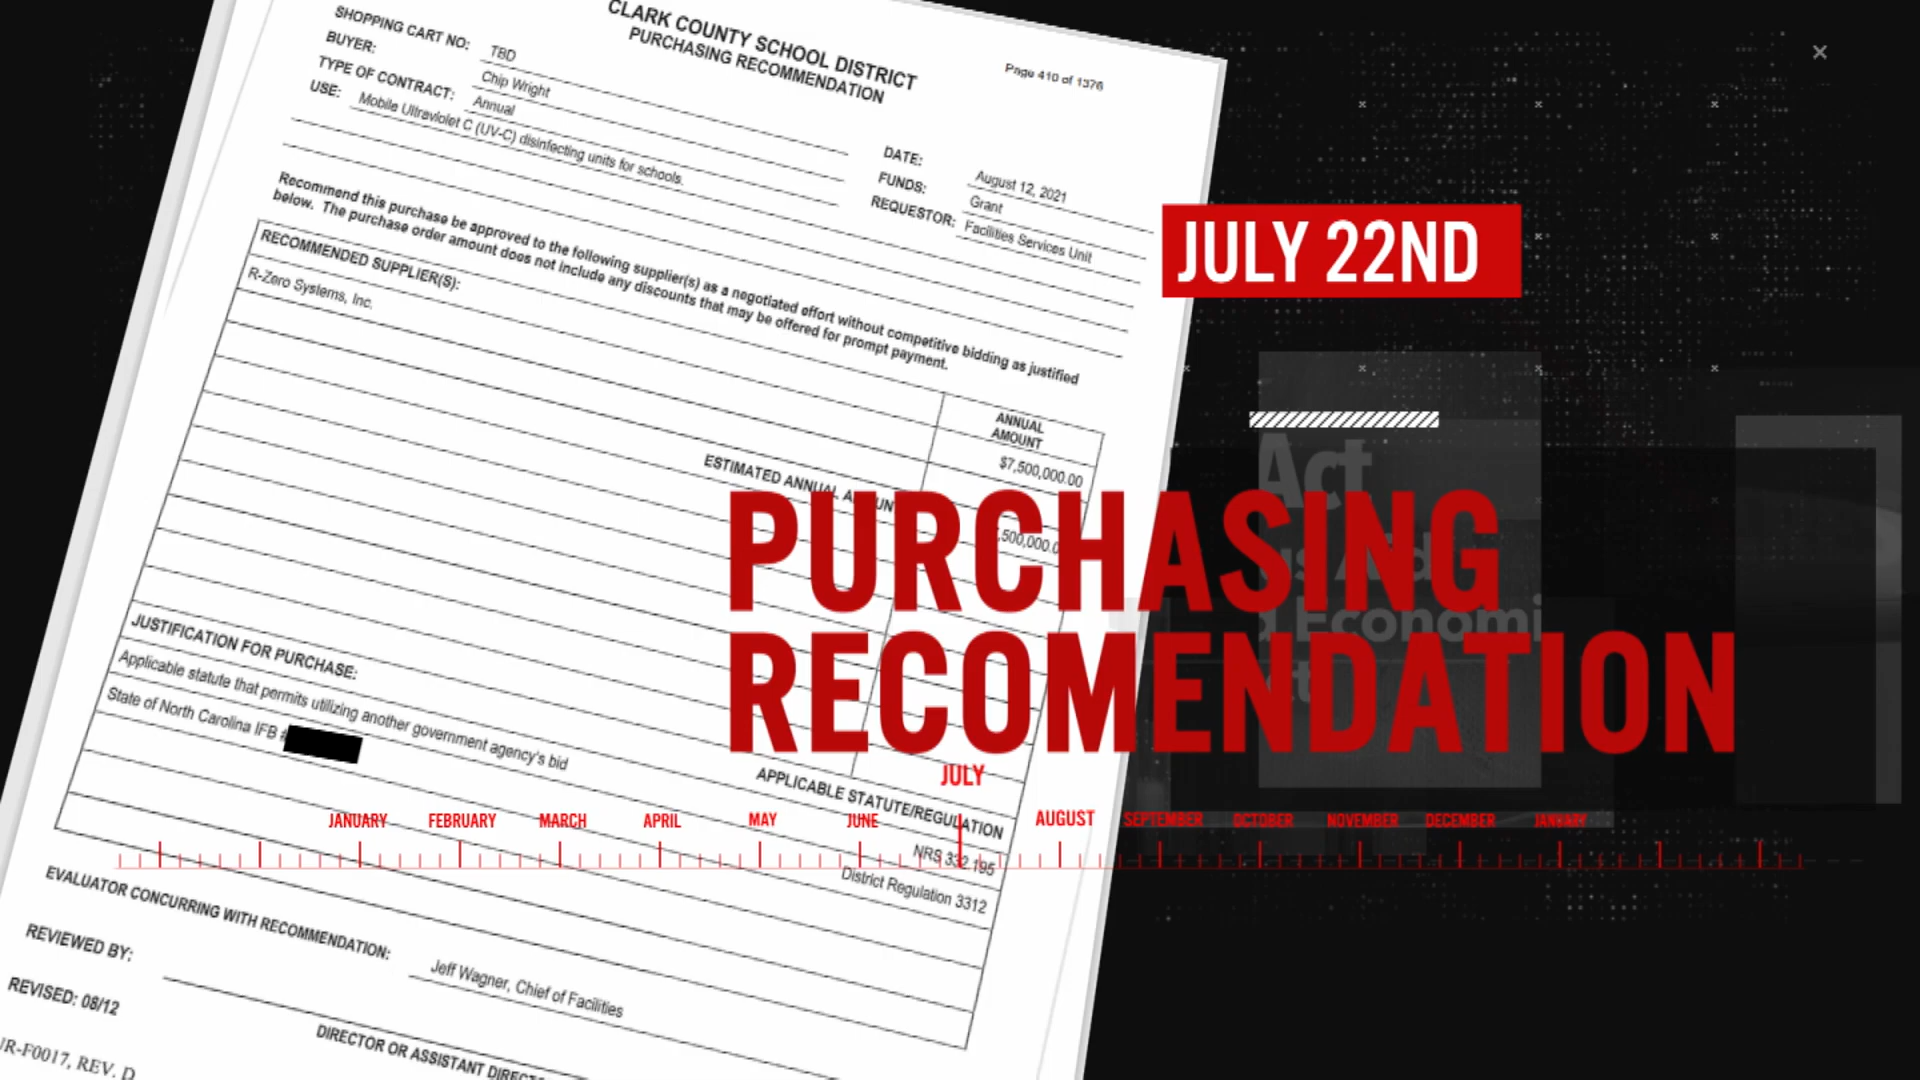 CLARK COUNTY SCHOOL DISTRICT
PURCHASING RECOMMENDATION
Page 410 of 1376
SHOPPING CART NO: TBD
BUYER: Chip Wright
TYPE OF CONTRACT: Annual
USE: Mobile Ultraviolet C (UV-C) disinfecting units for schools.
DATE: August 12, 2021
FUNDS: Grant
REQUESTOR: Facilities Services Unit
JULY 22ND
Recommend this purchase be approved to the following supplier(s) as a negotiated effort without competitive bidding as justified
below. The purchase order amount does not include any discounts that may be offered for prompt payment.
RECOMMENDED SUPPLIER(S):
ANNUAL
AMOUNT
R-Zero Systems, Inc.
$7,500,000.00
ESTIMATED ANNUAL
Act
PURCHASING
RECOMENDATION
Economi
JUSTIFICATION FOR PURCHASE:
APPLICABLE STATUTE/REGULATION
Applicable statute that permits utilizing another government agency's bid
NRS 332.195
State of North Carolina IFB #
District Regulation 3312
JULY
JANUARY FEBRUARY MARCH APRIL MAY JUNE AUGUST SEPTEMBER OCTOBER NOVEMBER DECEMBER JANUARY
EVALUATOR CONCURRING WITH RECOMMENDATION: Jeff Wagner, Chief of Facilities
REVIEWED BY:
DIRECTOR OR ASSISTANT
REVISED: 08/12
REV. D